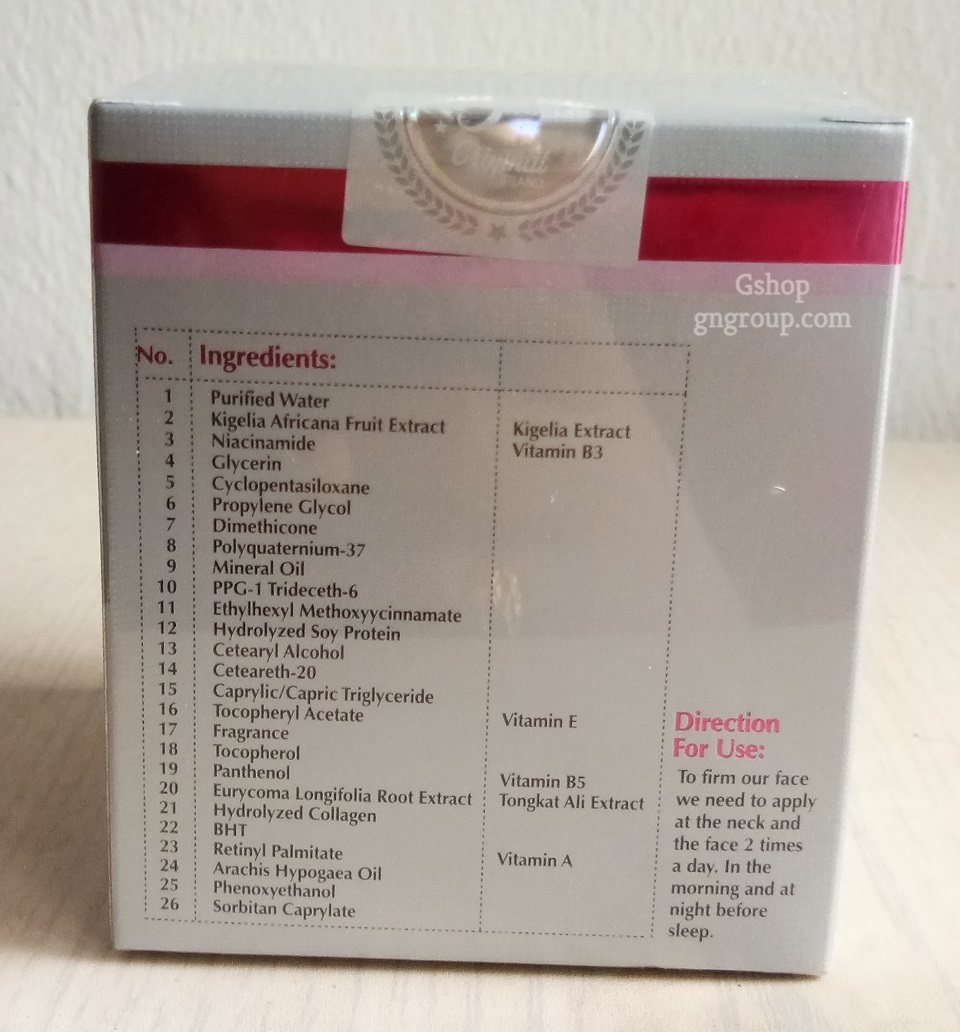 Original
BRAND
Gshop
gngroup.com
No. Ingredients:
1 Purified Water
2 Kigelia Africana Fruit Extract Kigelia Extract
3 Niacinamide Vitamin B3
4 Glycerin
5 Cyclopentasiloxane
6 Propylene Glycol
7 Dimethicone
8 Polyquaternium-37
9 Mineral Oil
10 PPG-1 Trideceth-6
11 Ethylhexyl Methoxyycinnamate
12 Hydrolyzed Soy Protein
13 Cetearyl Alcohol
14 Ceteareth-20
15 Caprylic/Capric Triglyceride
16 Tocopheryl Acetate Vitamin E
17 Fragrance
18 Tocopherol
19 Panthenol Vitamin B5
20 Eurycoma Longifolia Root Extract Tongkat Ali Extract
21 Hydrolyzed Collagen
22 BHT
23 Retinyl Palmitate Vitamin A
24 Arachis Hypogaea Oil
25 Phenoxyethanol
26 Sorbitan Caprylate
Direction
For Use:
To firm our face
we need to apply
at the neck and
the face 2 times
a day. In the
morning and at
night before
sleep.